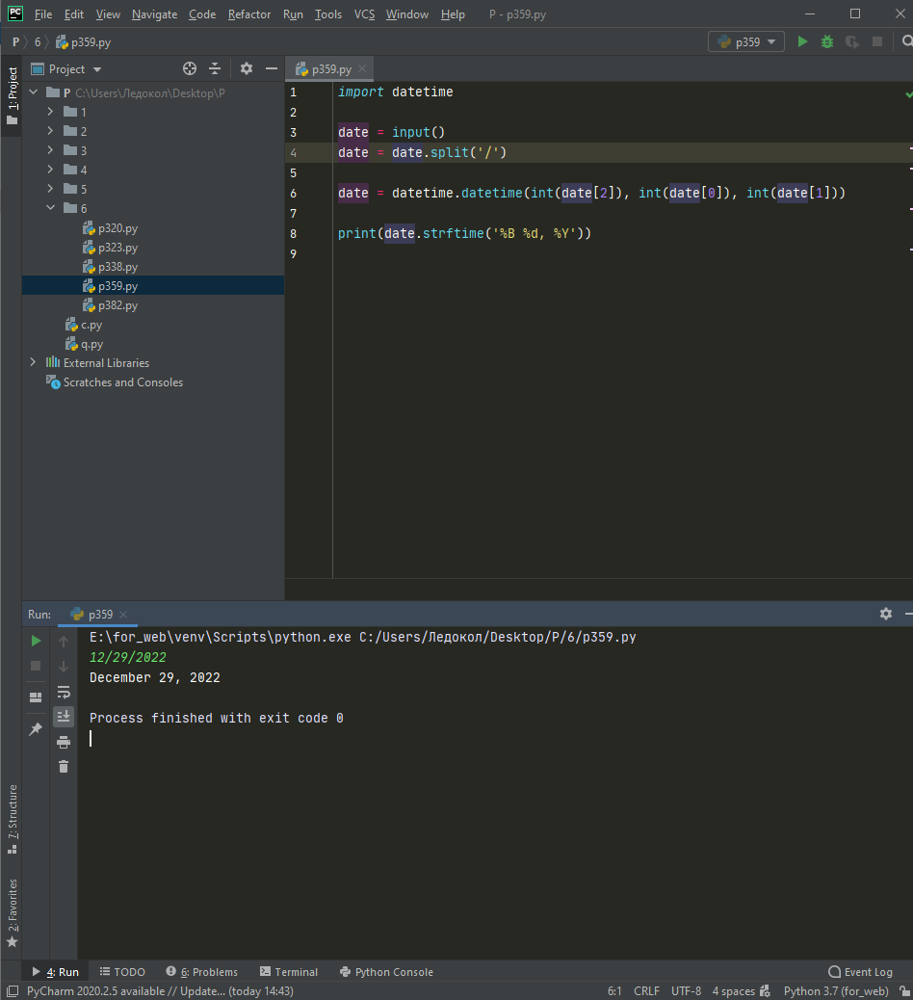 PC File Edit View Navigate Code Refactor Run Tools VCS Window Help P - p359.py
P 6 p359.py p359
1: Project
Project
p359.py
P C:\Users\Ледокол\Desktop\P
1
2
3
4
5
6
p320.py
p323.py
p338.py
p359.py
p382.py
c.py
q.py
External Libraries
Scratches and Consoles
1 import datetime
2
3 date = input()
4 date = date.split('/')
5
6 date = datetime.datetime(int(date[2]), int(date[0]), int(date[1]))
7
8 print(date.strftime('%B %d, %Y'))
9
Run: p359
E:\for_web\venv\Scripts\python.exe C:/Users/Ледокол/Desktop/P/6/p359.py
12/29/2022
December 29, 2022
Process finished with exit code 0
7: Structure
2: Favorites
4: Run TODO 6: Problems Terminal Python Console Event Log
PyCharm 2020.2.5 available // Update... (today 14:43) 6:1 CRLF UTF-8 4 spaces Python 3.7 (for_web)